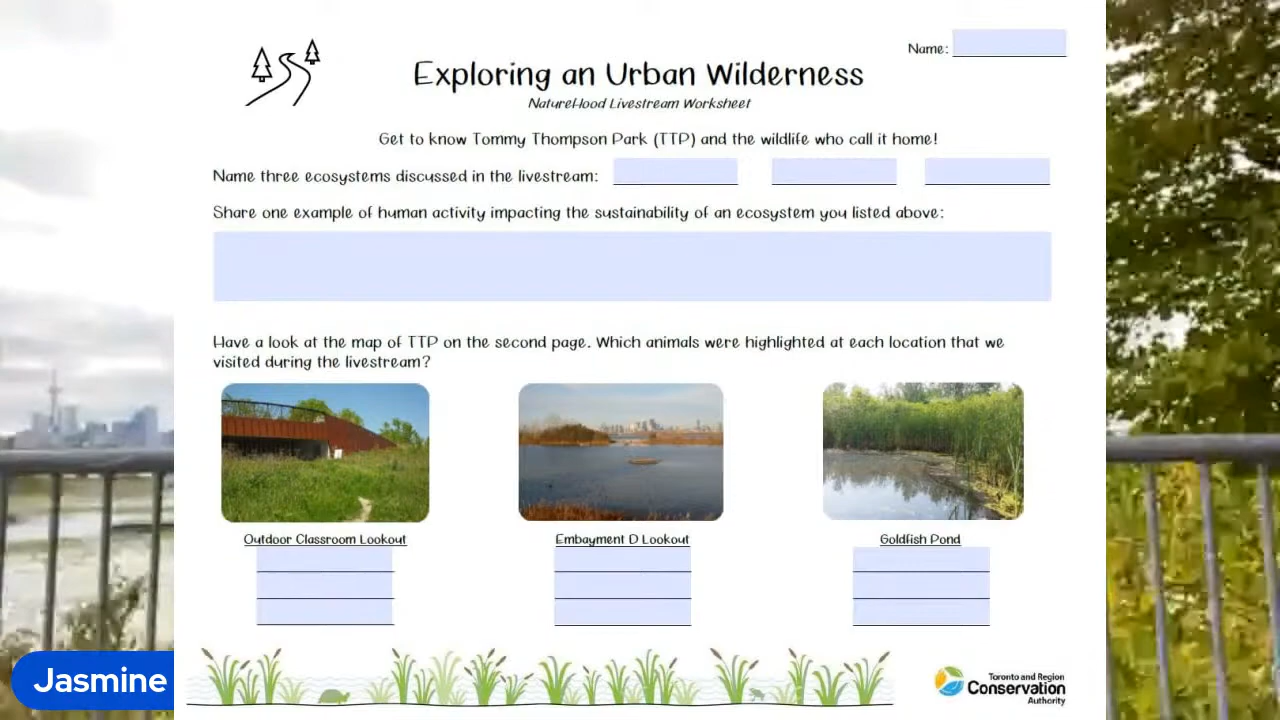 Name:
Exploring an Urban Wilderness
NatureHood Livestream Worksheet
Get to know Tommy Thompson Park (TTP) and the wildlife who call it home!
Name three ecosystems discussed in the livestream:
Share one example of human activity impacting the sustainability of an ecosystem you listed above:
Have a look at the map of TTP on the second page. Which animals were highlighted at each location that we
visited during the livestream?
Outdoor Classroom Lookout
Embayment D Lookout
Goldfish Pond
Jasmine
Toronto and Region
Conservation
Authority